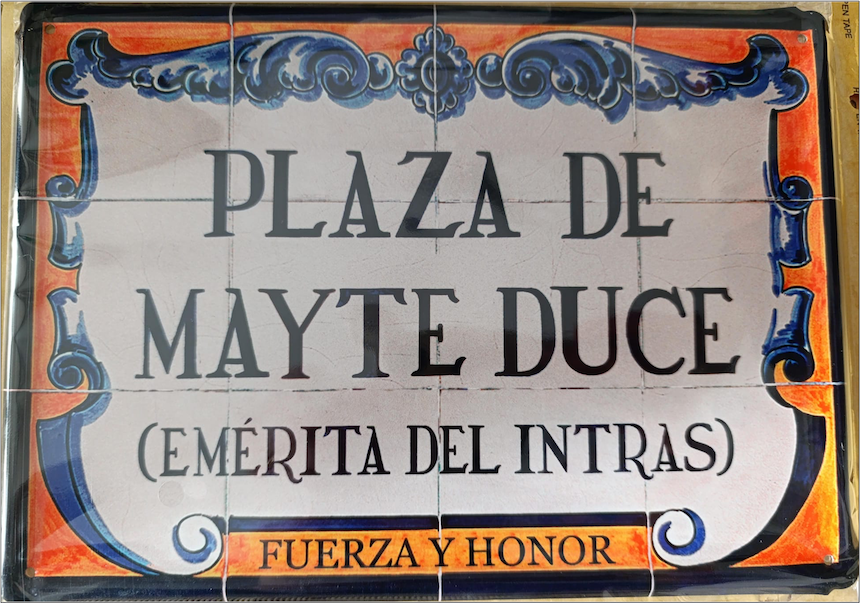 PLAZA DE
MAYTE DUCE
(EMÉRITA DEL INTRAS)
FUERZA Y HONOR